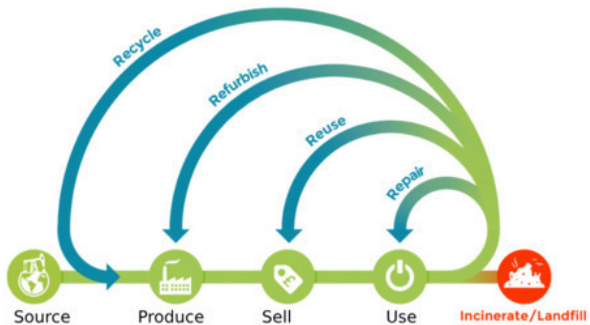 Recycle
Refurbish
Reuse
Repair
£
Source
Produce
Sell
Use
Incinerate/Landfill